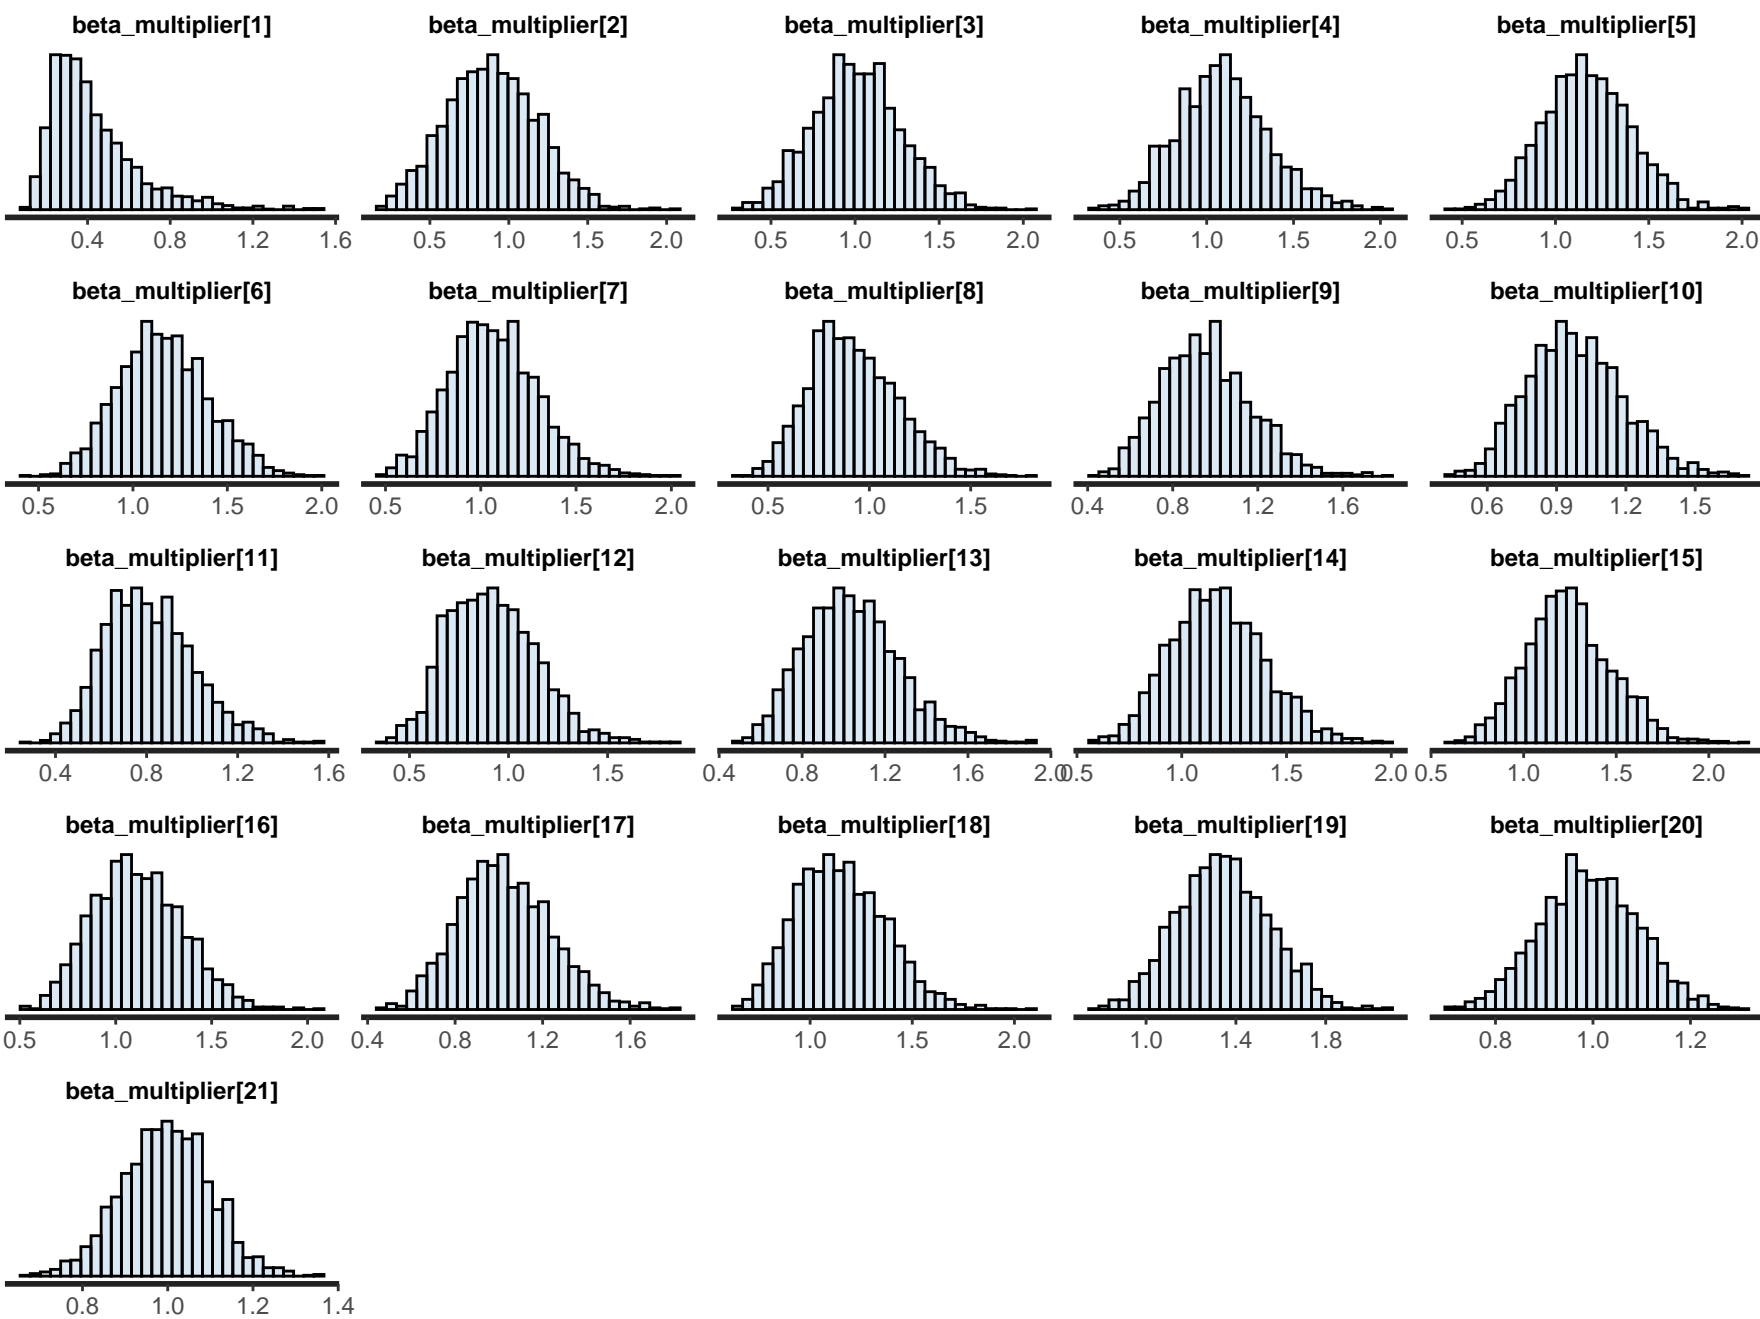 beta_multiplier[1] beta_multiplier[2] beta_multiplier[3] beta_multiplier[4] beta_multiplier[5]
0.4 0.8 1.2 1.6 0.5 1.0 1.5 2.0 0.5 1.0 1.5 2.0 0.5 1.0 1.5 2.0 0.5 1.0 1.5 2.0
beta_multiplier[6] beta_multiplier[7] beta_multiplier[8] beta_multiplier[9] beta_multiplier[10]
0.5 1.0 1.5 2.0 0.5 1.0 1.5 2.0 0.5 1.0 1.5 0.4 0.8 1.2 1.6 0.6 0.9 1.2 1.5
beta_multiplier[11] beta_multiplier[12] beta_multiplier[13] beta_multiplier[14] beta_multiplier[15]
0.4 0.8 1.2 1.6 0.5 1.0 1.5 0.4 0.8 1.2 1.6 2.0 0.5 1.0 1.5 2.0 0.5 1.0 1.5 2.0
beta_multiplier[16] beta_multiplier[17] beta_multiplier[18] beta_multiplier[19] beta_multiplier[20]
0.5 1.0 1.5 2.0 0.4 0.8 1.2 1.6 1.0 1.5 2.0 1.0 1.4 1.8 0.8 1.0 1.2
beta_multiplier[21]
0.8 1.0 1.2 1.4